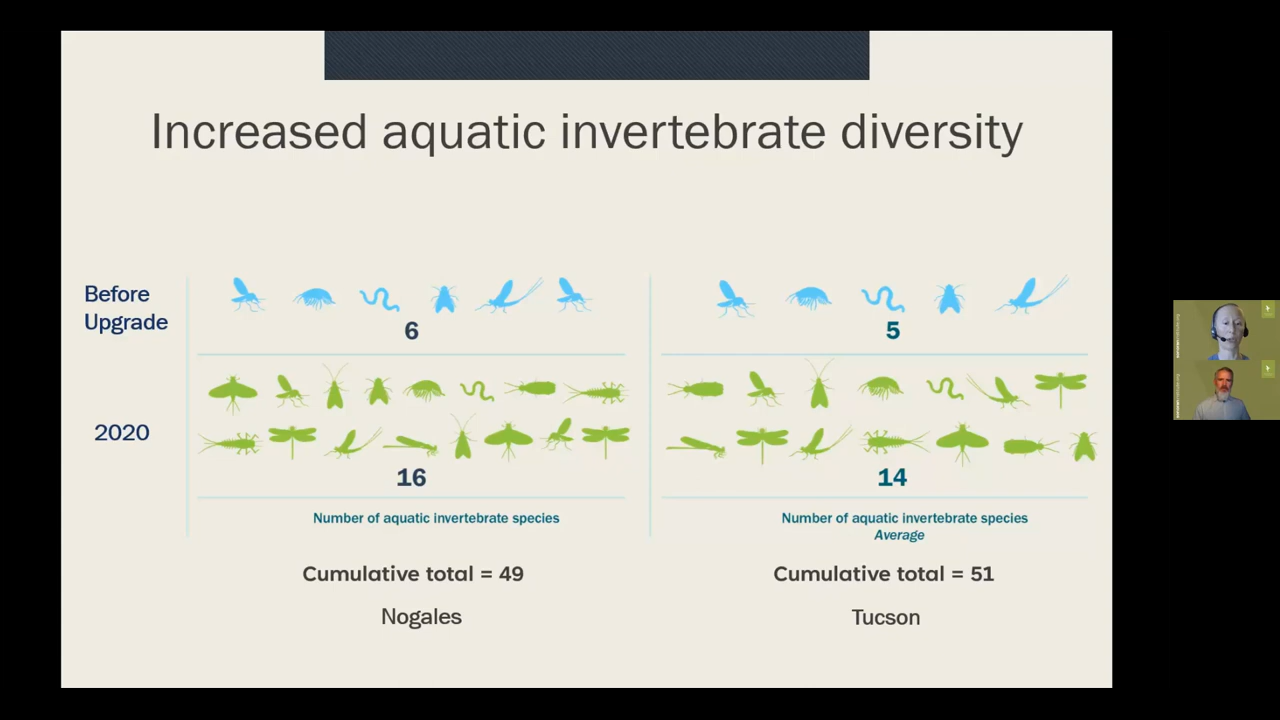 Increased aquatic invertebrate diversity
Before
Upgrade
6
5
2020
16
14
Number of aquatic invertebrate species
Number of aquatic invertebrate species
Average
Cumulative total = 49
Cumulative total = 51
Nogales
Tucson